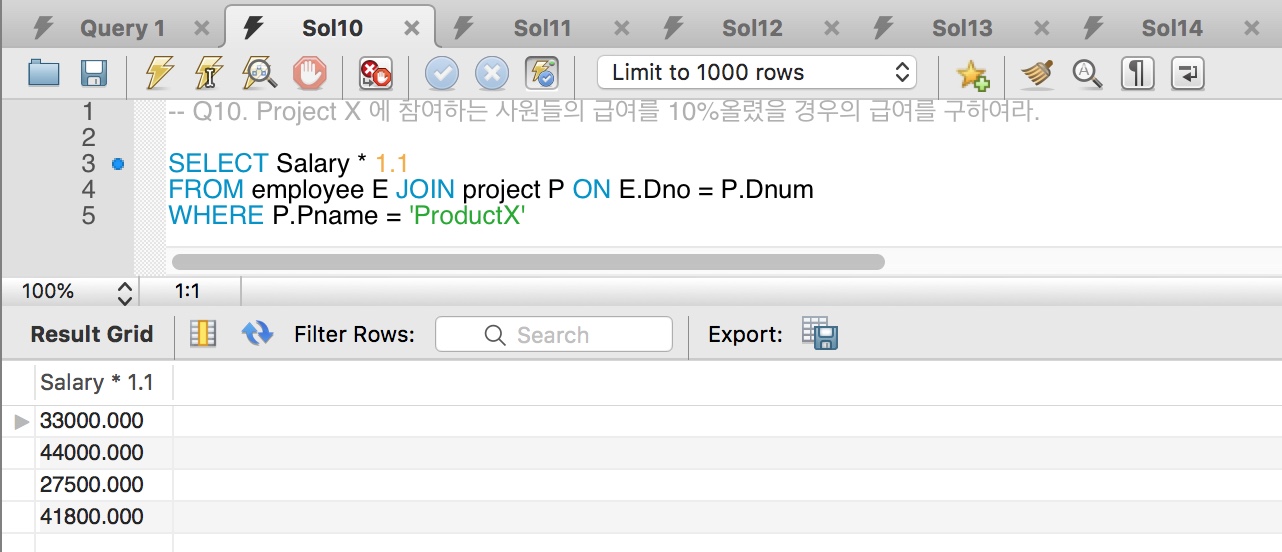 Query 1 Sol10 Sol11 Sol12 Sol13 Sol14
Limit to 1000 rows
1 -- Q10. Project X 에 참여하는 사원들의 급여를 10%올렸을 경우의 급여를 구하여라.
2
3 SELECT Salary * 1.1
4 FROM employee E JOIN project P ON E.Dno = P.Dnum
5 WHERE P.Pname = 'ProductX'
100% 1:1
Result Grid Filter Rows: Search Export:
Salary * 1.1
33000.000
44000.000
27500.000
41800.000